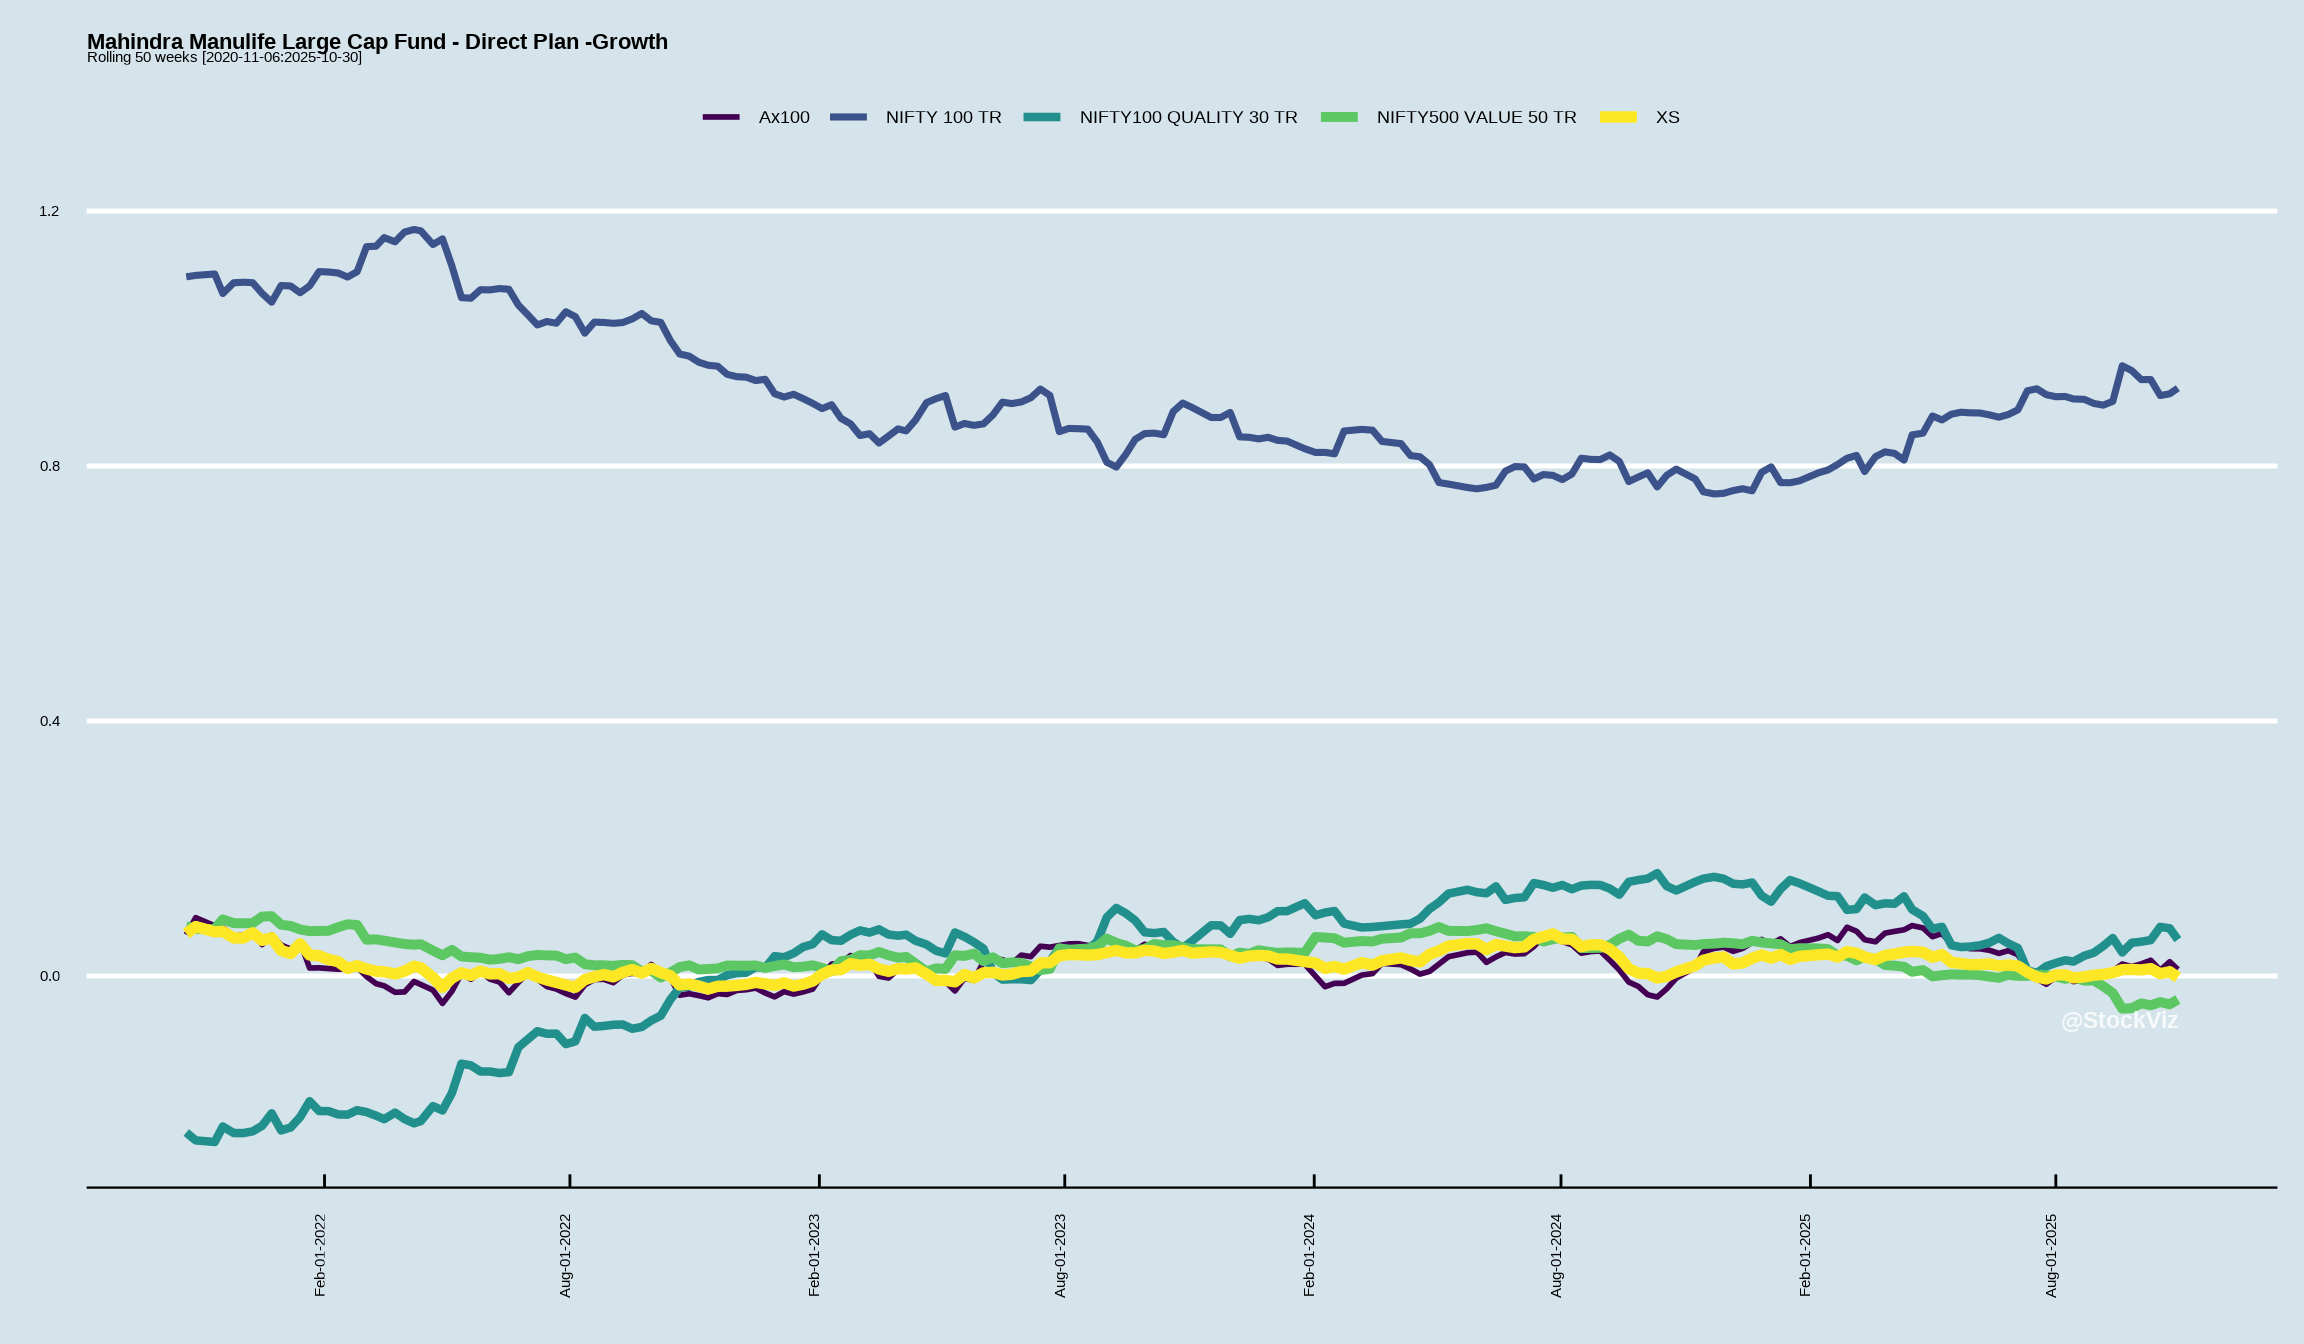 Mahindra Manulife Large Cap Fund - Direct Plan -Growth
Rolling 50 weeks [2020-11-06:2025-10-30]
Ax100 NIFTY 100 TR NIFTY100 QUALITY 30 TR NIFTY500 VALUE 50 TR XS
1.2
0.8
0.4
0.0
@StockViz
Feb-01-2022 Aug-01-2022 Feb-01-2023 Aug-01-2023 Feb-01-2024 Aug-01-2024 Feb-01-2025 Aug-01-2025